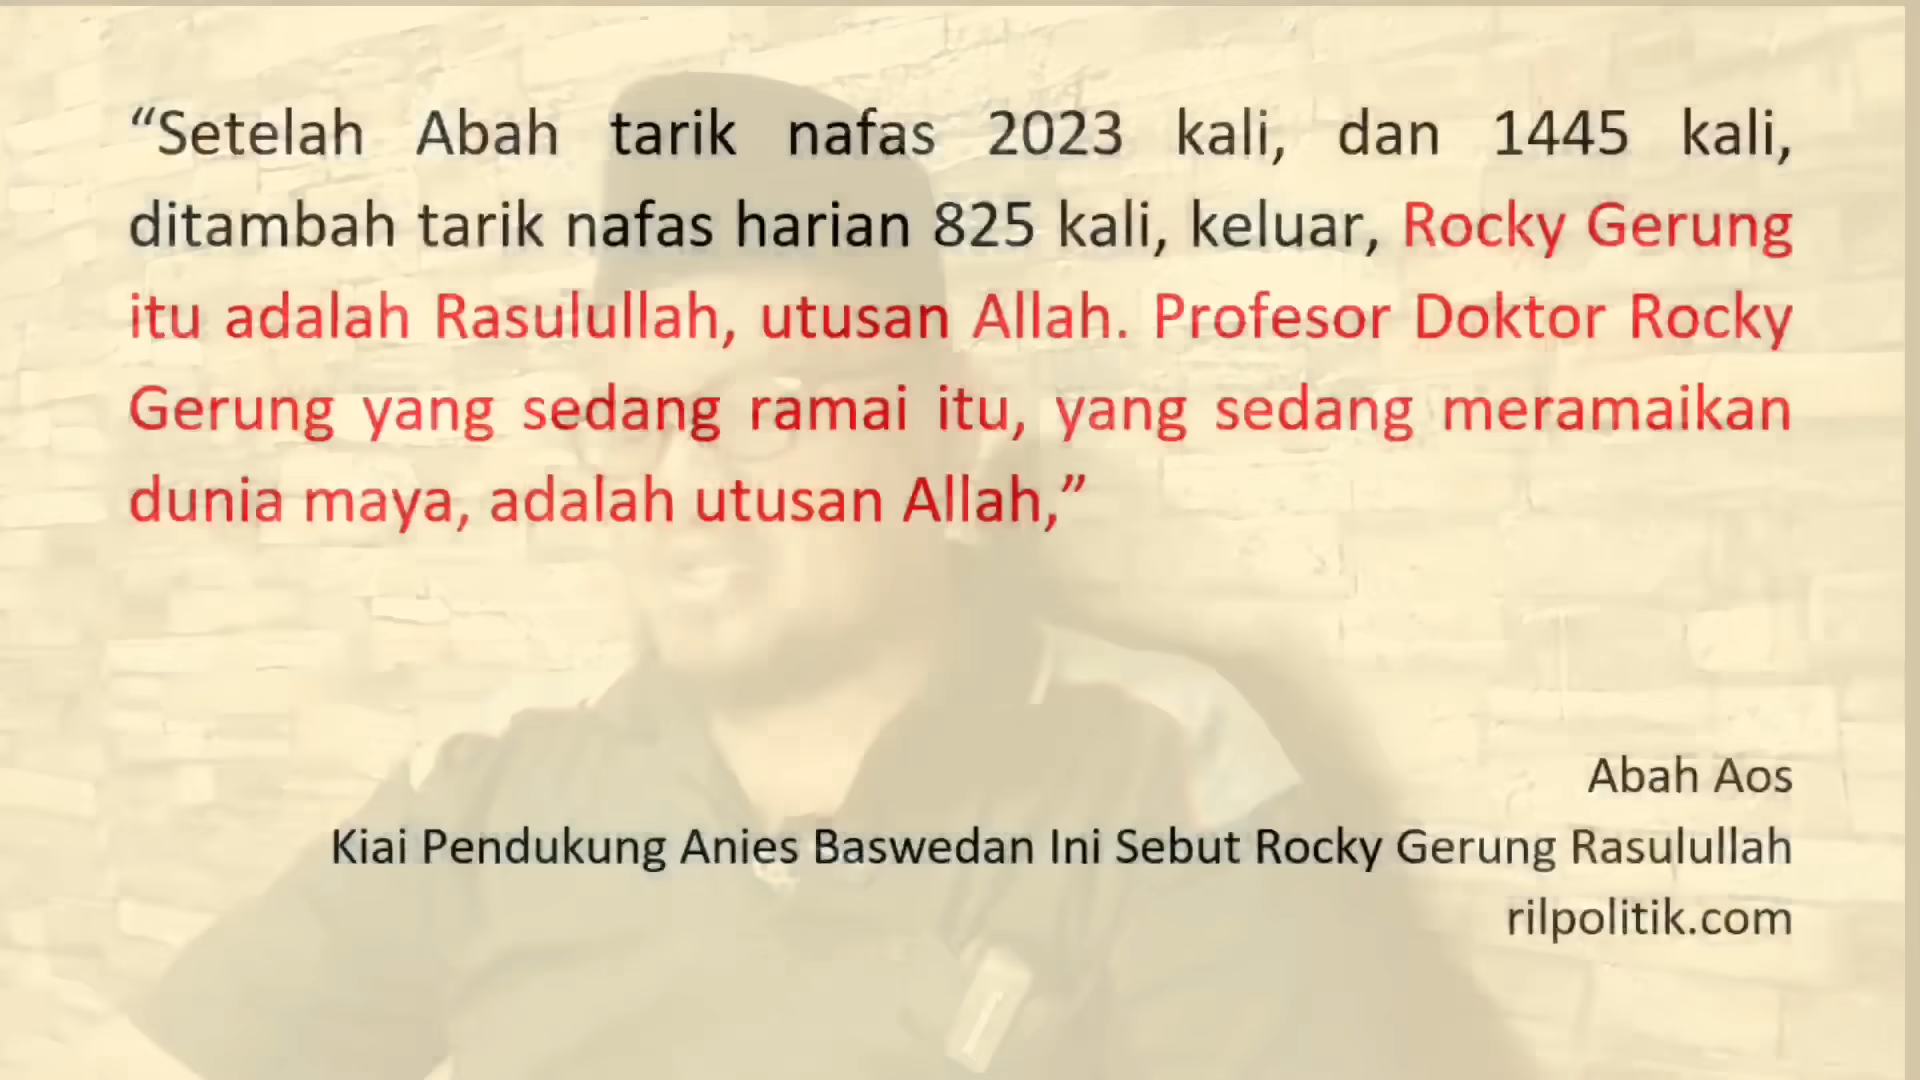 “Setelah Abah tarik nafas 2023 kali, dan 1445 kali,
ditambah tarik nafas harian 825 kali, keluar, Rocky Gerung
itu adalah Rasulullah, utusan Allah. Profesor Doktor Rocky
Gerung yang sedang ramai itu, yang sedang meramaikan
dunia maya, adalah utusan Allah,”
Abah Aos
Kiai Pendukung Anies Baswedan Ini Sebut Rocky Gerung Rasulullah
rilpolitik.com